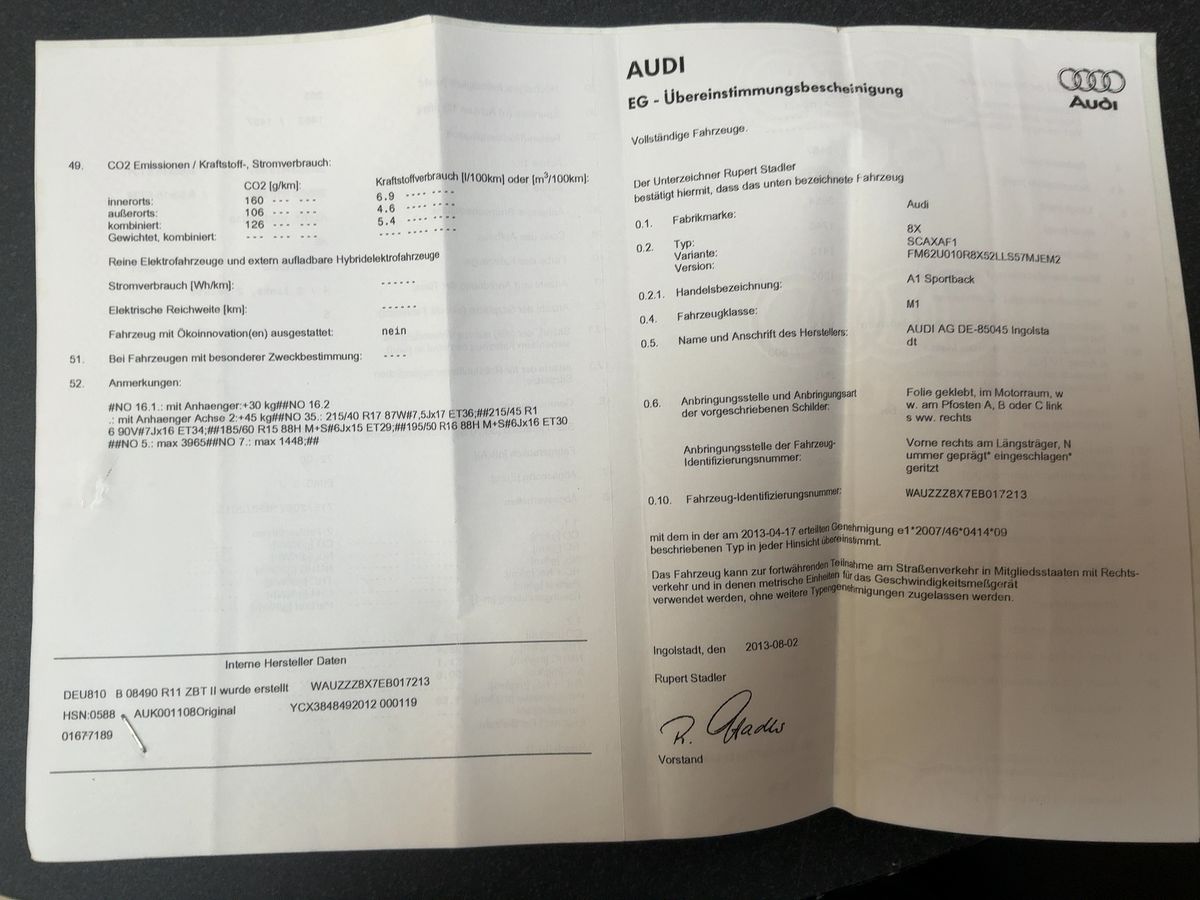 49. CO2 Emissionen / Kraftstoff-, Stromverbrauch:
CO2 [g/km]: Kraftstoffverbrauch [l/100km] oder [m³/100km]:
innerorts: 160 --- --- 6.9 ---- ----
außerorts: 106 --- --- 4.6 ---- ----
kombiniert: 126 --- --- 5.4 ---- ----
Gewichtet, kombiniert: --- --- --- ---- ---- ----
Reine Elektrofahrzeuge und extern aufladbare Hybridelektrofahrzeuge
Stromverbrauch [Wh/km]: ------
Elektrische Reichweite [km]: ------
Fahrzeug mit Ökoinnovation(en) ausgestattet: nein
51. Bei Fahrzeugen mit besonderer Zweckbestimmung: ----
52. Anmerkungen:
#NO 16.1.: mit Anhaenger:+30 kg##NO 16.2
.: mit Anhaenger Achse 2:+45 kg##NO 35.: 215/40 R17 87W#7,5Jx17 ET36;##215/45 R1
6 90V#7Jx16 ET34;##185/60 R15 88H M+S#6Jx15 ET29;##195/50 R16 88H M+S#6Jx16 ET30
##NO 5.: max 3965##NO 7.: max 1448;##
Interne Hersteller Daten
DEU810 B 08490 R11 ZBT II wurde erstellt WAUZZZ8X7EB017213
HSN:0588 AUK001108Original YCX3848492012 000119
01677189
AUDI
Audi
EG - Übereinstimmungsbescheinigung
Vollständige Fahrzeuge.
Der Unterzeichner Rupert Stadler
bestätigt hiermit, dass das unten bezeichnete Fahrzeug
0.1. Fabrikmarke: Audi
0.2. Typ: 8X
Variante: SCAXAF1
Version: FM62U010R8X52LLS57MJEM2
0.2.1. Handelsbezeichnung: A1 Sportback
0.4. Fahrzeugklasse: M1
0.5. Name und Anschrift des Herstellers: AUDI AG DE-85045 Ingolsta
dt
0.6. Anbringungsstelle und Anbringungsart Folie geklebt, im Motorraum, w
der vorgeschriebenen Schilder: w. am Pfosten A, B oder C link
s ww. rechts
Anbringungsstelle der Fahrzeug- Vorne rechts am Längsträger, N
Identifizierungsnummer: ummer geprägt* eingeschlagen*
geritzt
0.10. Fahrzeug-Identifizierungsnummer: WAUZZZ8X7EB017213
mit dem in der am 2013-04-17 erteilten Genehmigung e1*2007/46*0414*09
beschriebenen Typ in jeder Hinsicht übereinstimmt.
Das Fahrzeug kann zur fortwährenden Teilnahme am Straßenverkehr in Mitgliedsstaaten mit Rechts-
verkehr und in denen metrische Einheiten für das Geschwindigkeitsmeßgerät
verwendet werden, ohne weitere Typengenehmigungen zugelassen werden.
Ingolstadt, den 2013-08-02
Rupert Stadler
R. Stadler
Vorstand